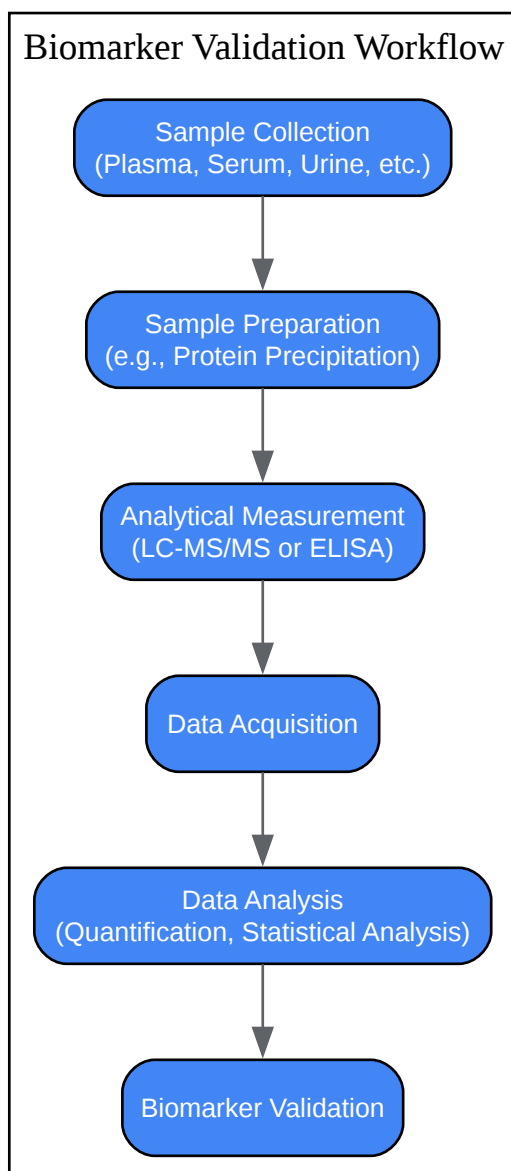 Biomarker Validation Workflow
Sample Collection
(Plasma, Serum, Urine, etc.)
Sample Preparation
(e.g., Protein Precipitation)
Analytical Measurement
(LC-MS/MS or ELISA)
Data Acquisition
Data Analysis
(Quantification, Statistical Analysis)
Biomarker Validation